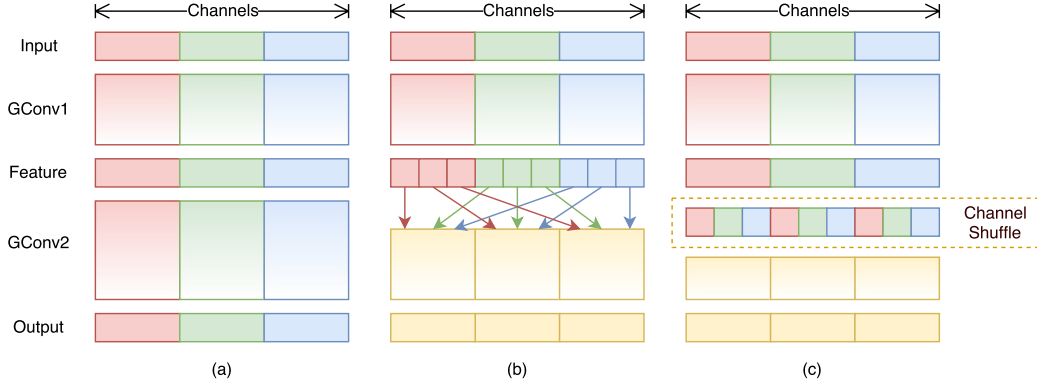 Channels Channels Channels
Input
GConv1
Feature
Channel
Shuffle
GConv2
Output
(a) (b) (c)